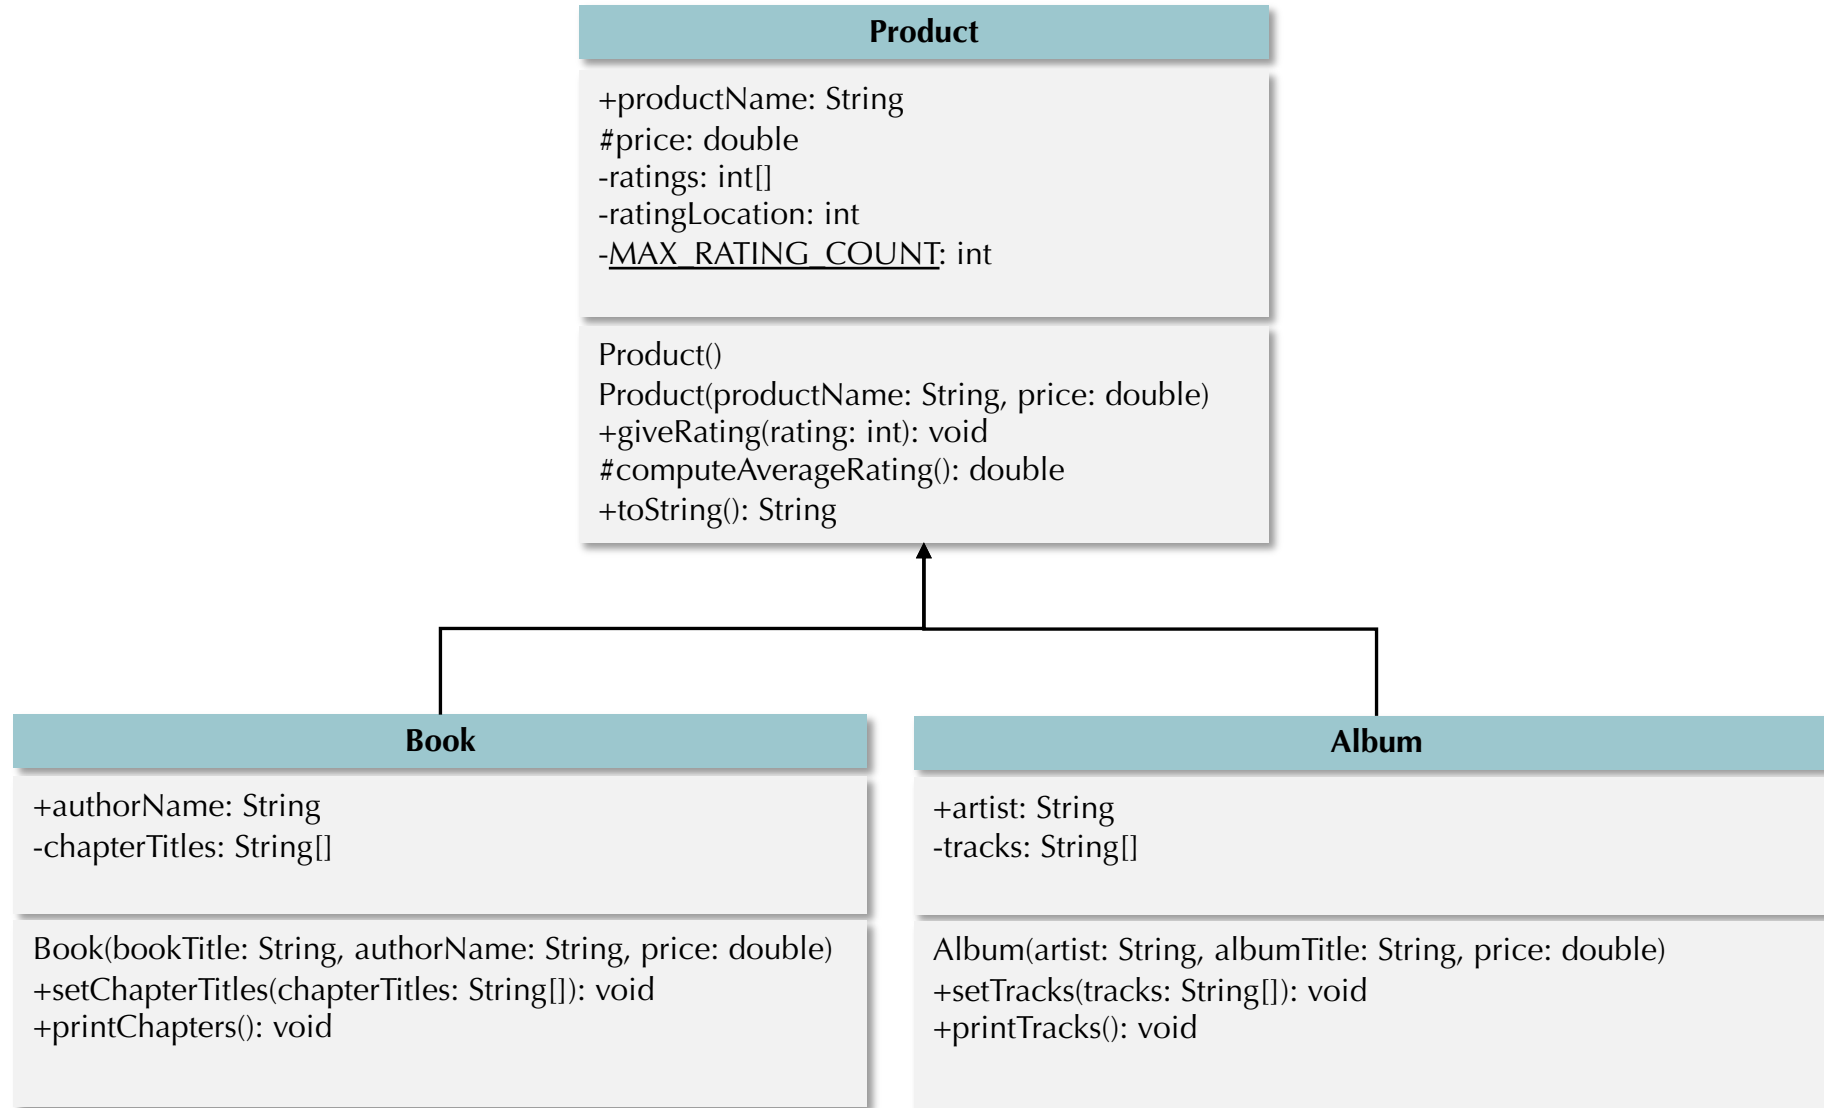 Product
+productName: String
#price: double
-ratings: int[]
-ratingLocation: int
-MAX_RATING_COUNT: int
Product()
Product(productName: String, price: double)
+giveRating(rating: int): void
#computeAverageRating(): double
+toString(): String
Book
+authorName: String
-chapterTitles: String[]
Book(bookTitle: String, authorName: String, price: double)
+setChapterTitles(chapterTitles: String[]): void
+printChapters(): void
Album
+artist: String
-tracks: String[]
Album(artist: String, albumTitle: String, price: double)
+setTracks(tracks: String[]): void
+printTracks(): void